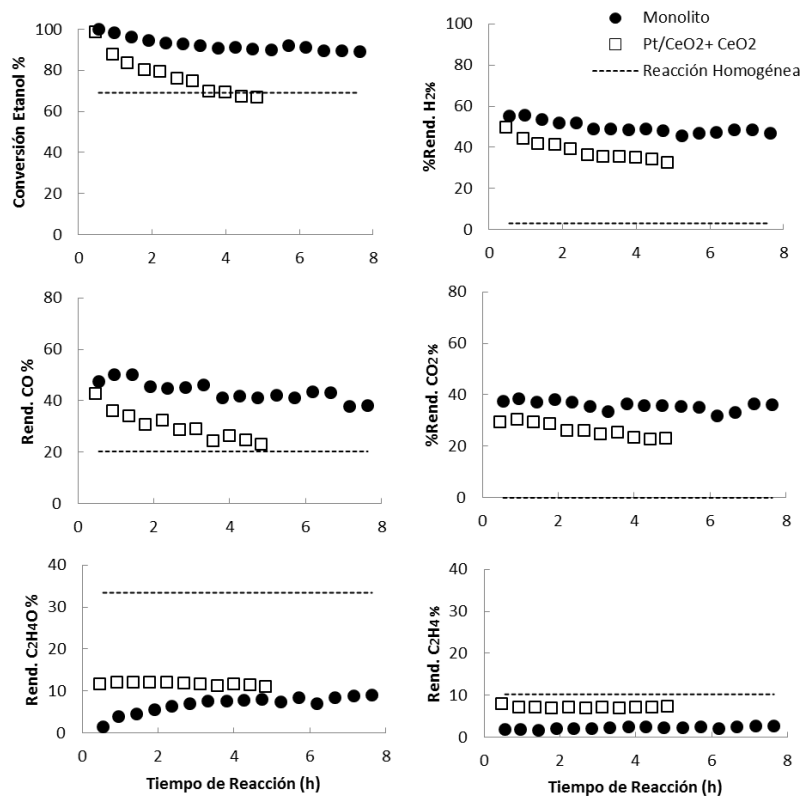 Monolito
Pt/CeO2+ CeO2
Reacción Homogénea
Conversión Etanol %
100
80
60
40
20
0
0 2 4 6 8
%Rend. H2%
100
80
60
40
20
0
0 2 4 6 8
Rend. CO %
80
60
40
20
0
0 2 4 6 8
%Rend. CO2 %
80
60
40
20
0
0 2 4 6 8
Rend. C2H4O %
40
30
20
10
0
0 2 4 6 8
Tiempo de Reacción (h)
Rend. C2H4 %
40
30
20
10
0
0 2 4 6 8
Tiempo de Reacción (h)